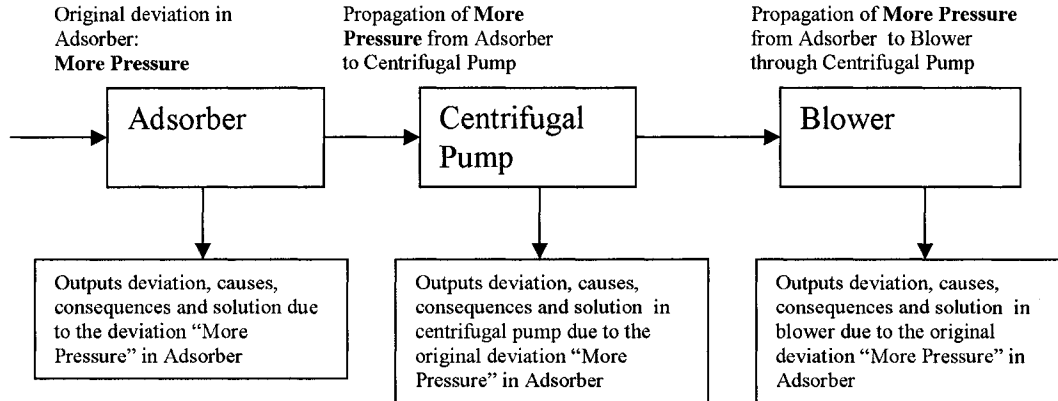 Original deviation in
Adsorber:
More Pressure
Propagation of More
Pressure from Adsorber
to Centrifugal Pump
Propagation of More Pressure
from Adsorber to Blower
through Centrifugal Pump
Adsorber
Centrifugal
Pump
Blower
Outputs deviation, causes,
consequences and solution due
to the deviation “More
Pressure” in Adsorber
Outputs deviation, causes,
consequences and solution in
centrifugal pump due to the
original deviation “More
Pressure” in Adsorber
Outputs deviation, causes,
consequences and solution in
blower due to the original
deviation “More Pressure” in
Adsorber